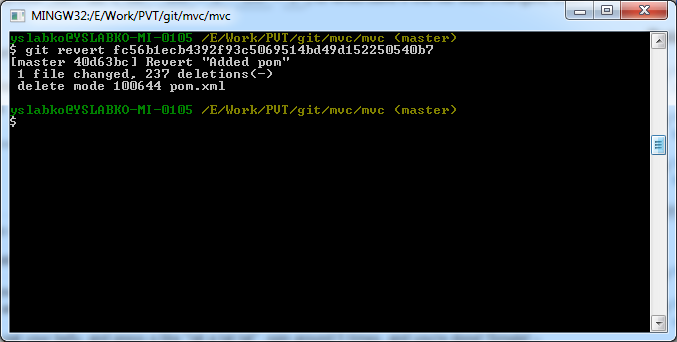 MINGW32:/E/Work/PVT/git/mvc/mvc
yslabko@YSLABKO-MI-0105 /E/Work/PVT/git/mvc/mvc (master)
$ git revert fc56b1ecb4392f93c5069514bd49d152250540b7
[master 40d63bc] Revert "Added pom"
1 file changed, 237 deletions(-)
delete mode 100644 pom.xml
yslabko@YSLABKO-MI-0105 /E/Work/PVT/git/mvc/mvc (master)
$